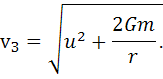 v₃ = √(u² + 2Gm/r).